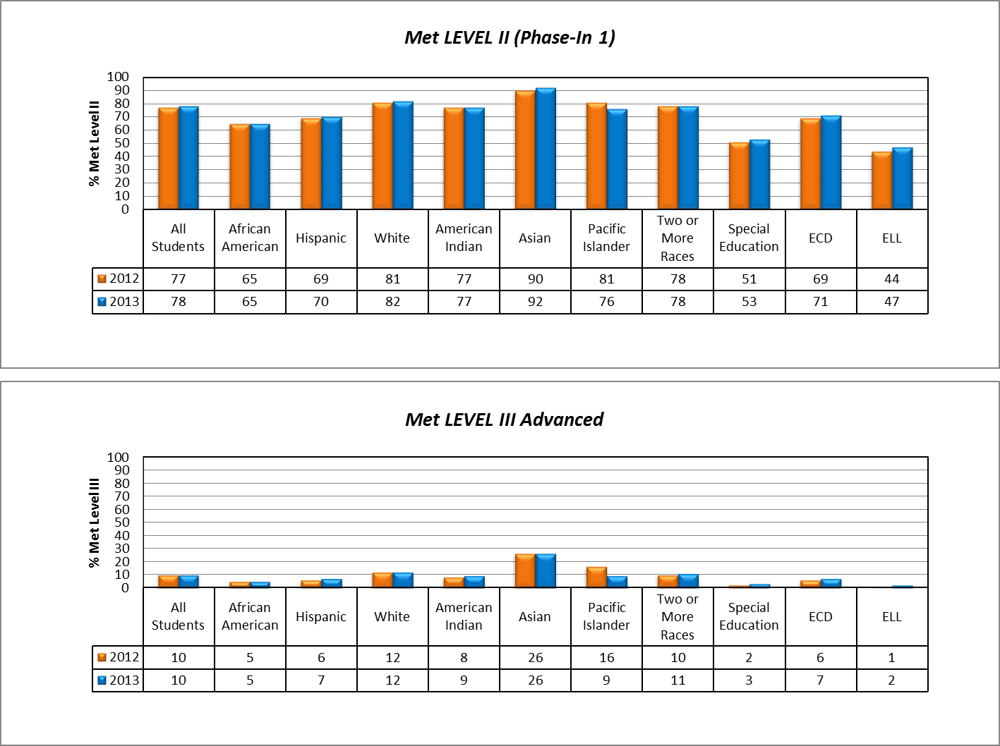 Met LEVEL II (Phase-In 1)
% Met Level II
100
90
80
70
60
50
40
30
20
10
0
All Students African American Hispanic White American Indian Asian Pacific Islander Two or More Races Special Education ECD ELL
2012 77 65 69 81 77 90 81 78 51 69 44
2013 78 65 70 82 77 92 76 78 53 71 47
Met LEVEL III Advanced
% Met Level III
100
90
80
70
60
50
40
30
20
10
0
All Students African American Hispanic White American Indian Asian Pacific Islander Two or More Races Special Education ECD ELL
2012 10 5 6 12 8 26 16 10 2 6 1
2013 10 5 7 12 9 26 9 11 3 7 2